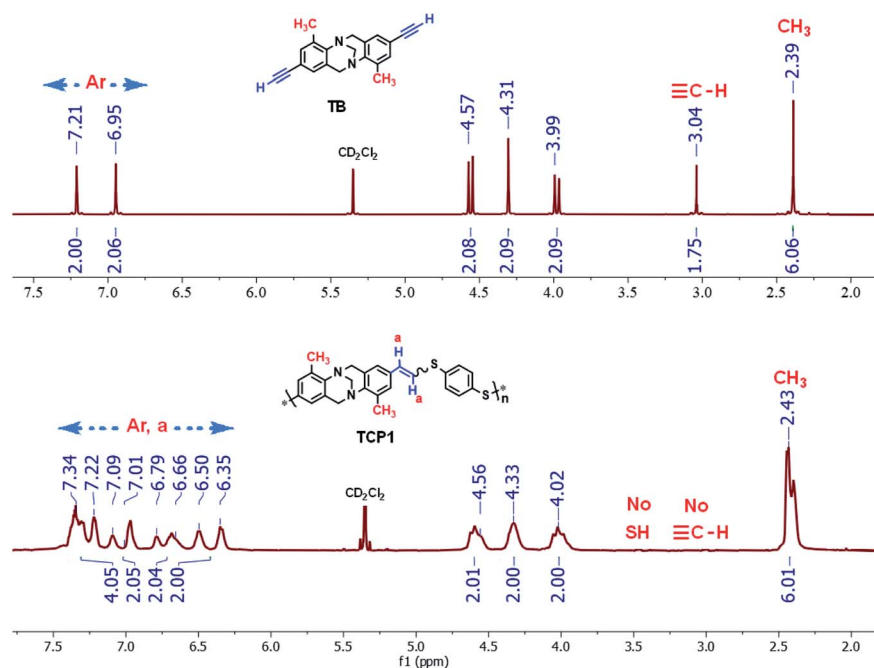 H3C
H
N
N
H
CH3
TB
CH3
Ar
≡C-H
7.21
6.95
4.57
4.31
3.99
3.04
2.39
CD2Cl2
2.00
2.06
2.08
2.09
2.09
1.75
6.06
7.5 7.0 6.5 6.0 5.5 5.0 4.5 4.0 3.5 3.0 2.5 2.0
a
CH3
H
S
N
N
H
a
S
n
*
*
CH3
TCP1
CH3
Ar, a
7.34
7.22
7.09
7.01
6.79
6.66
6.50
6.35
4.56
4.33
4.02
2.43
CD2Cl2
No No
SH ≡C-H
4.05
2.05
2.04
2.00
2.01
2.00
2.00
6.01
7.5 7.0 6.5 6.0 5.5 5.0 4.5 4.0 3.5 3.0 2.5 2.0
f1 (ppm)